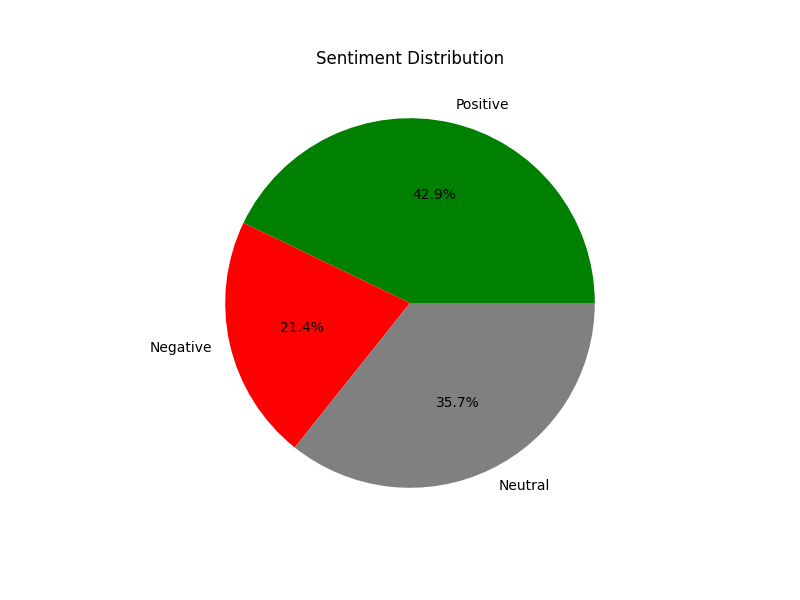 Sentiment Distribution
Positive
42.9%
21.4%
Negative
35.7%
Neutral